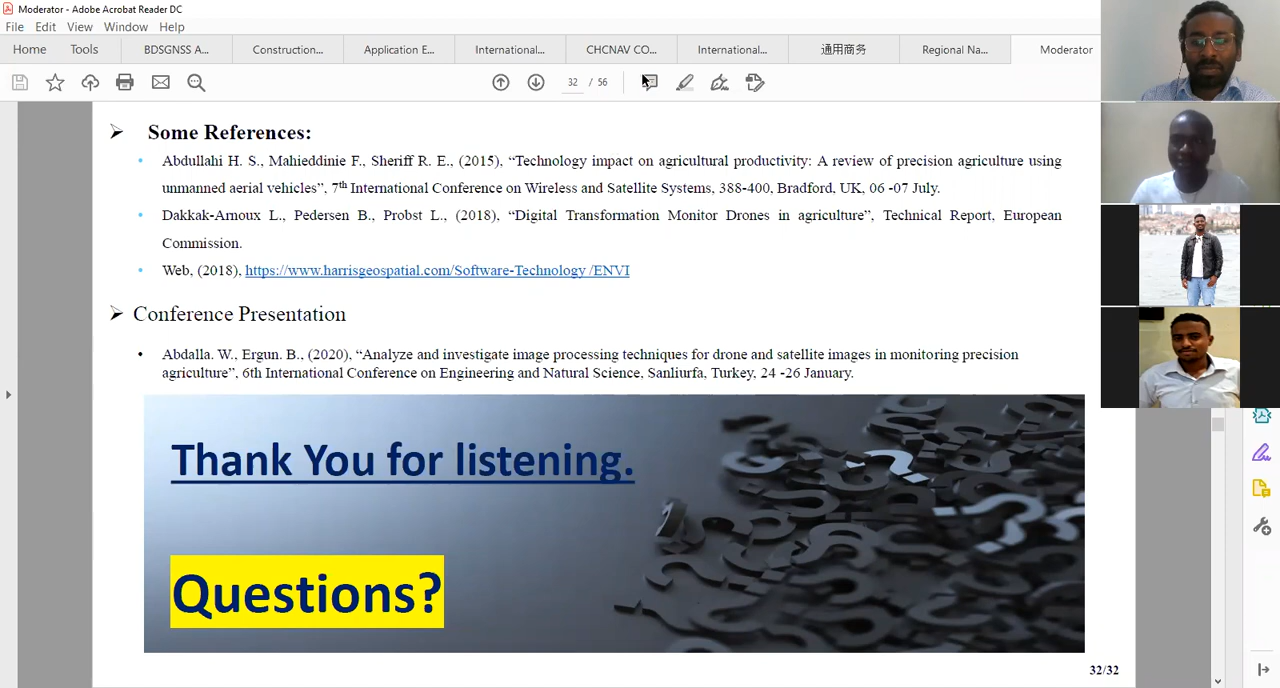 Moderator - Adobe Acrobat Reader DC
File Edit View Window Help
Home Tools BDSGNSS A... Construction... Application E... International... CHCNAV CO... International... 通用商务 Regional Na... Moderator
32 / 56
Some References:
Abdullahi H. S., Mahieddinie F., Sheriff R. E., (2015), “Technology impact on agricultural productivity: A review of precision agriculture using
unmanned aerial vehicles”, 7th International Conference on Wireless and Satellite Systems, 388-400, Bradford, UK, 06 -07 July.
Dakkak-Arnoux L., Pedersen B., Probst L., (2018), “Digital Transformation Monitor Drones in agriculture”, Technical Report, European
Commission.
Web, (2018), https://www.harrisgeospatial.com/Software-Technology /ENVI
Conference Presentation
Abdalla. W., Ergun. B., (2020), “Analyze and investigate image processing techniques for drone and satellite images in monitoring precision
agriculture”, 6th International Conference on Engineering and Natural Science, Sanliurfa, Turkey, 24 -26 January.
Thank You for listening.
Questions?
32/32